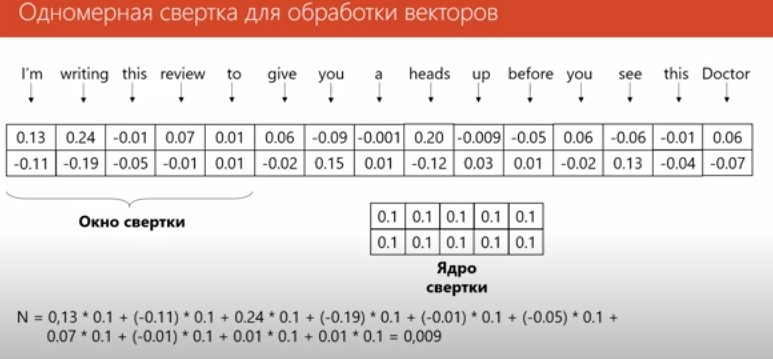 Одномерная свертка для обработки векторов
I'm writing this review to give you a heads up before you see this Doctor
0.13 0.24 -0.01 0.07 0.01 0.06 -0.09 -0.001 0.20 -0.009 -0.05 0.06 -0.06 -0.01 0.06
-0.11 -0.19 -0.05 -0.01 0.01 -0.02 0.15 0.01 -0.12 0.03 0.01 -0.02 0.13 -0.04 -0.07
Окно свертки
0.1 0.1 0.1 0.1 0.1
0.1 0.1 0.1 0.1 0.1
Ядро
свертки
N = 0,13 * 0.1 + (-0.11) * 0.1 + 0.24 * 0.1 + (-0.19) * 0.1 + (-0.01) * 0.1 + (-0.05) * 0.1 +
0.07 * 0.1 + (-0.01) * 0.1 + 0.01 * 0.1 + 0.01 * 0.1 = 0,009